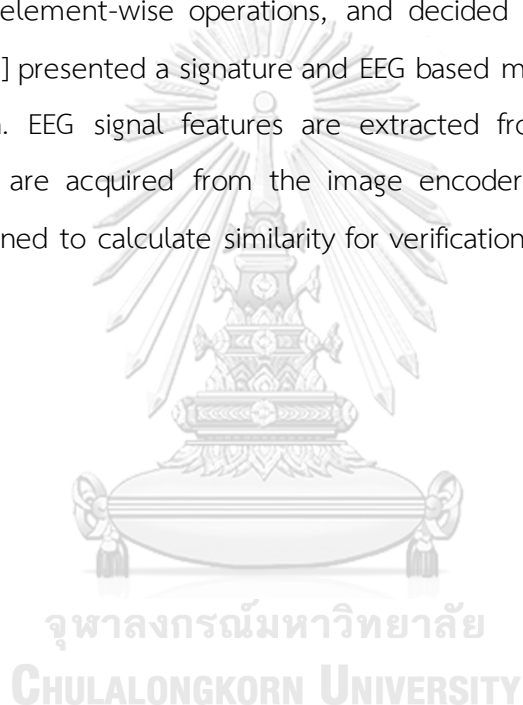 element-wise operations, and decided
] presented a signature and EEG based m
. EEG signal features are extracted fro
are acquired from the image encoder
ned to calculate similarity for verification
จุฬาลงกรณ์มหาวิทยาลัย
CHULALONGKORN UNIVERSITY